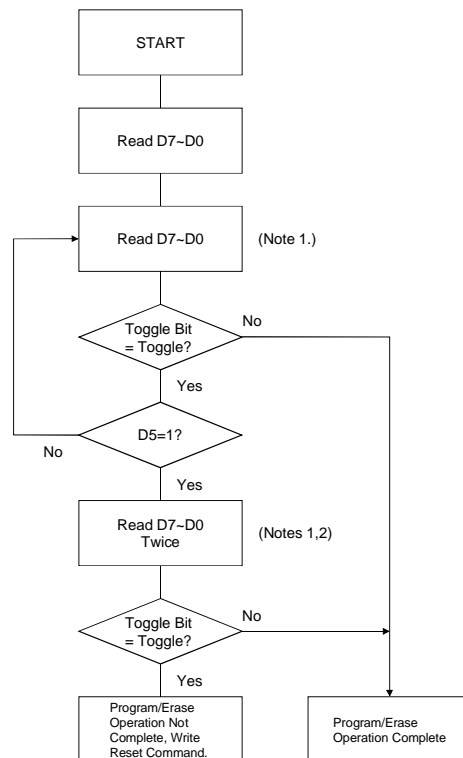 START
Read D7~D0
Read D7~D0
(Note 1.)
Toggle Bit
= Toggle?
No
Yes
D5=1?
No
Yes
Read D7~D0
Twice
(Notes 1,2)
Toggle Bit
= Toggle?
No
Yes
Program/Erase
Operation Not
Complete, Write
Reset Command.
Program/Erase
Operation Complete